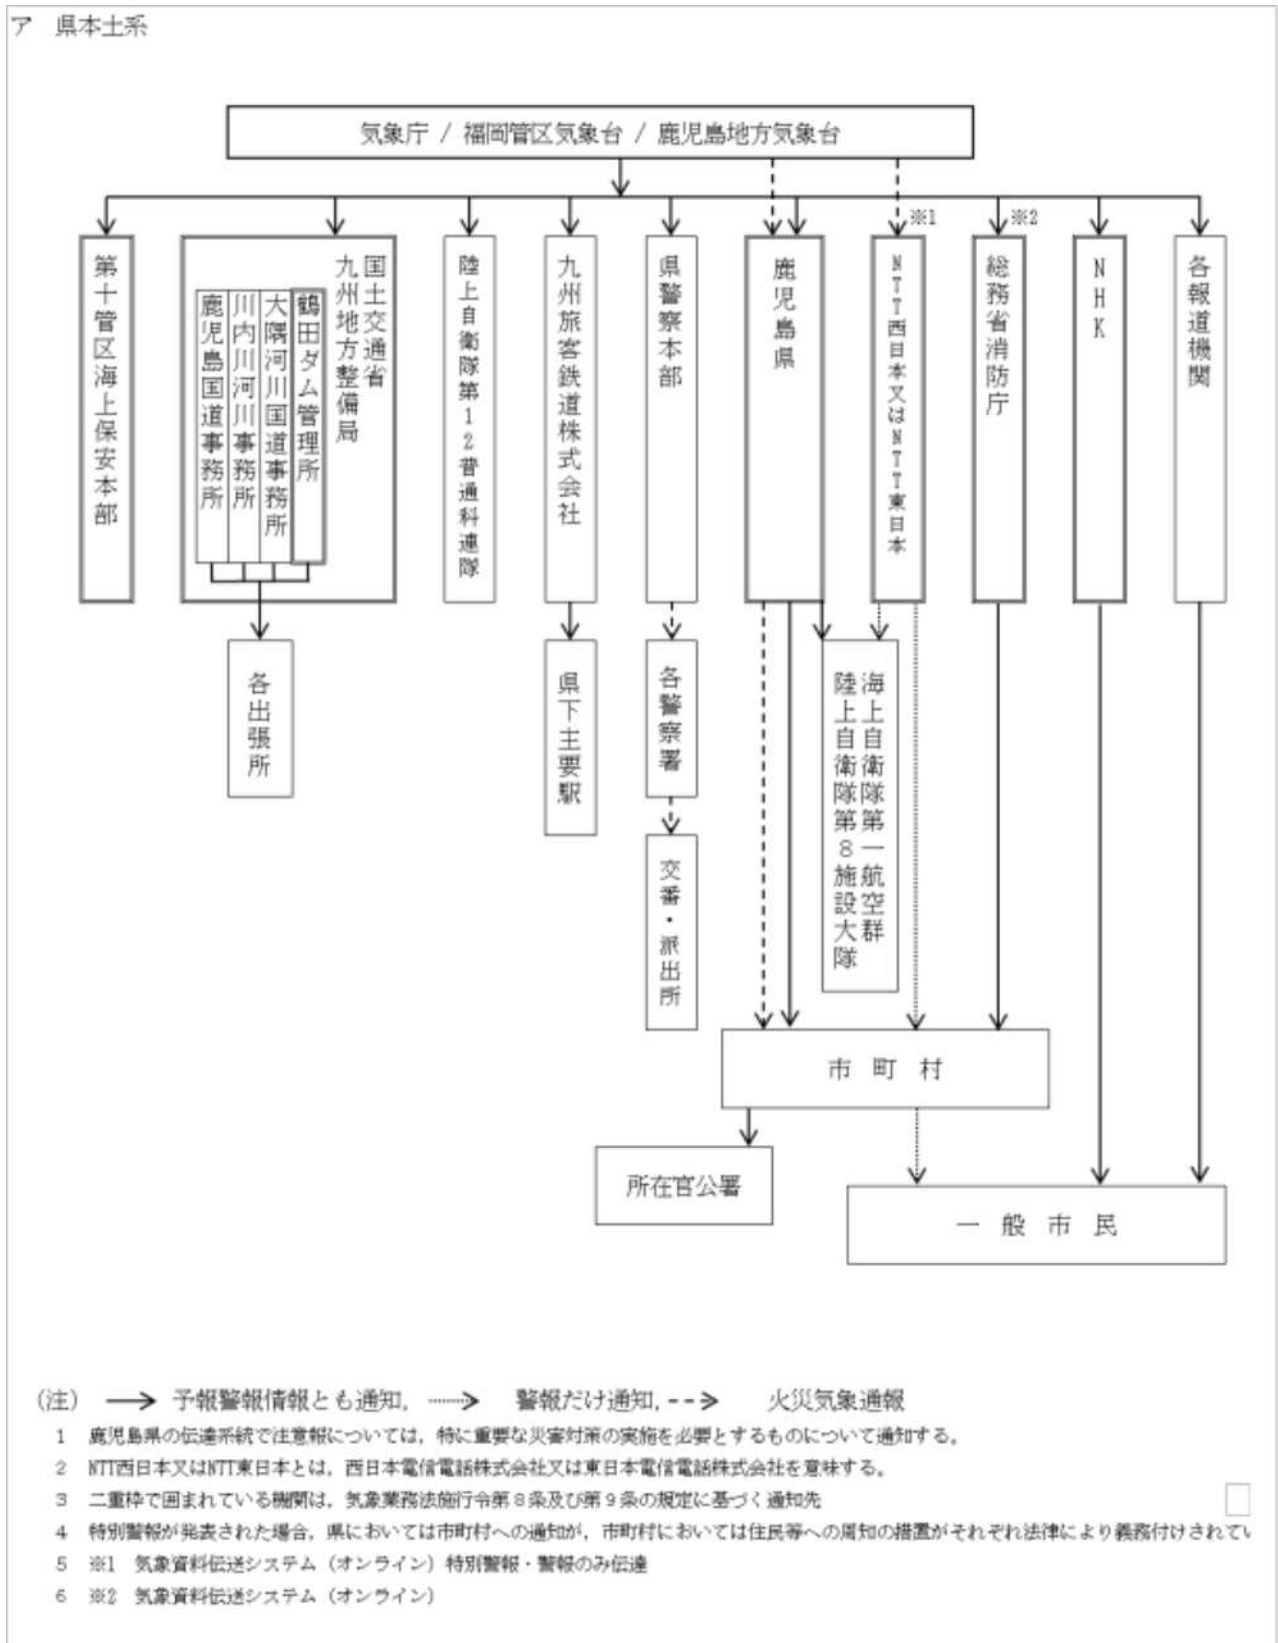 ア　県本土系
気象庁 / 福岡管区気象台 / 鹿児島地方気象台
※1
※2
第十管区海上保安本部
国土交通省
九州地方整備局
鶴田ダム管理所
大隅河川国道事務所
川内川河川事務所
鹿児島国道事務所
陸上自衛隊第12普通科連隊
九州旅客鉄道株式会社
県警察本部
鹿児島県
NTT西日本又はNTT東日本
総務省消防庁
NHK
各報道機関
各出張所
県下主要駅
各警察署
海上自衛隊第一航空群
陸上自衛隊第8施設大隊
交番・派出所
市町村
所在官公署
一般市民
(注)　予報警報情報とも通知,　警報だけ通知,　火災気象通報
1　鹿児島県の伝達系統で注意報については，特に重要な災害対策の実施を必要とするものについて通知する。
2　NTT西日本又はNTT東日本とは，西日本電信電話株式会社又は東日本電信電話株式会社を意味する。
3　二重枠で囲まれている機関は，気象業務法施行令第8条及び第9条の規定に基づく通知先
4　特別警報が発表された場合，県においては市町村への通知が，市町村においては住民等への周知の措置がそれぞれ法律により義務付けされてい
5　※1　気象資料伝送システム（オンライン）特別警報・警報のみ伝達
6　※2　気象資料伝送システム（オンライン）